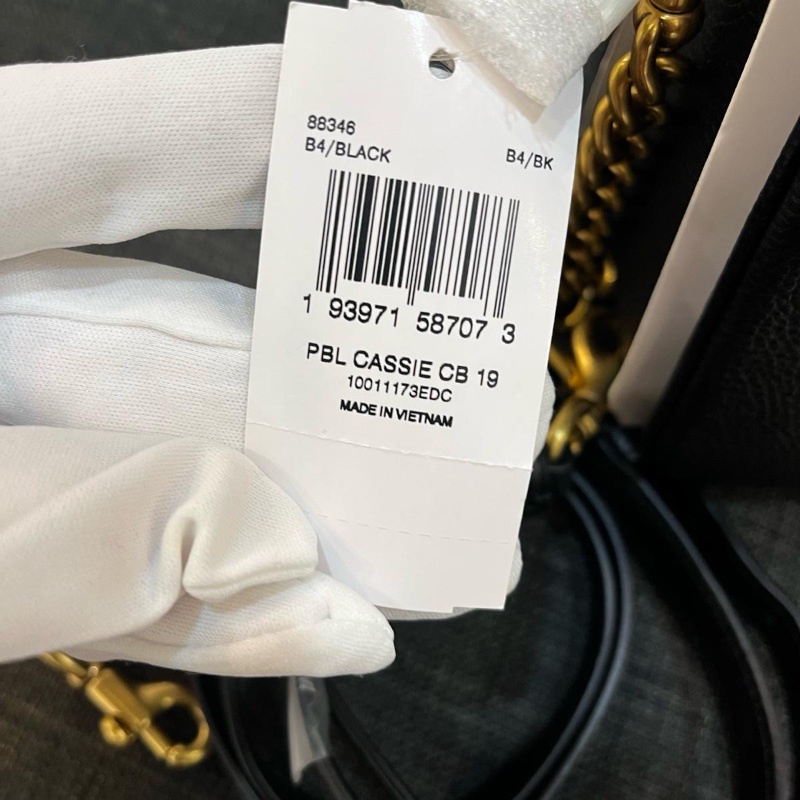 88346
B4/BLACK B4/BK
1 93971 58707 3
PBL CASSIE CB 19
10011173EDC
MADE IN VIETNAM